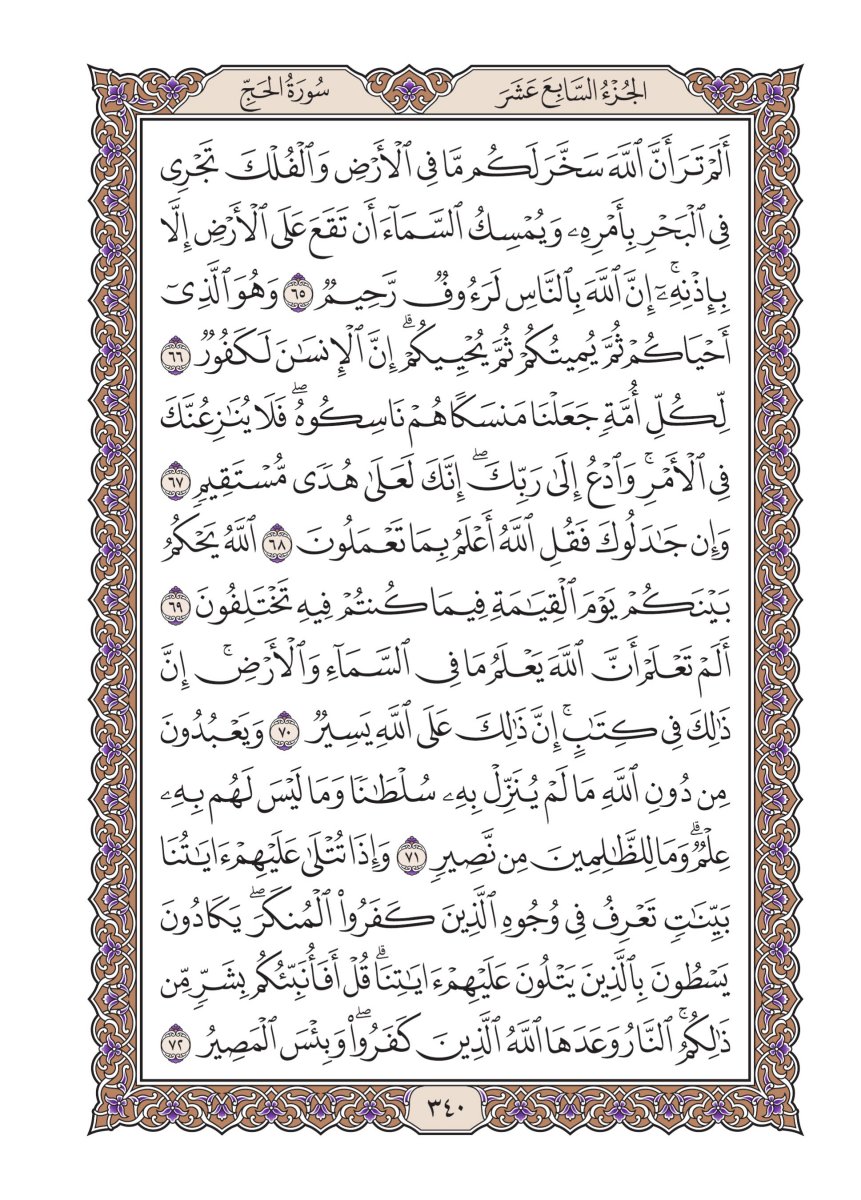 الجُزْءُ السَّابِعَ عَشَرَ
سُورَةُ الحَجِّ
أَلَمۡ تَرَ أَنَّ ٱللَّهَ سَخَّرَ لَكُم مَّا فِي ٱلۡأَرۡضِ وَٱلۡفُلۡكَ تَجۡرِي
فِي ٱلۡبَحۡرِ بِأَمۡرِهِۦ وَيُمۡسِكُ ٱلسَّمَآءَ أَن تَقَعَ عَلَى ٱلۡأَرۡضِ إِلَّا
بِإِذۡنِهِۦٓۚ إِنَّ ٱللَّهَ بِٱلنَّاسِ لَرَءُوفٞ رَّحِيمٞ ٦٥ وَهُوَ ٱلَّذِيٓ
أَحۡيَاكُمۡ ثُمَّ يُمِيتُكُمۡ ثُمَّ يُحۡيِيكُمۡۗ إِنَّ ٱلۡإِنسَٰنَ لَكَفُورٞ ٦٦
لِّكُلِّ أُمَّةٖ جَعَلۡنَا مَنسَكًا هُمۡ نَاسِكُوهُۖ فَلَا يُنَٰزِعُنَّكَ
فِي ٱلۡأَمۡرِۚ وَٱدۡعُ إِلَىٰ رَبِّكَۖ إِنَّكَ لَعَلَىٰ هُدٗى مُّسۡتَقِيمٖ ٦٧
وَإِن جَٰدَلُوكَ فَقُلِ ٱللَّهُ أَعۡلَمُ بِمَا تَعۡمَلُونَ ٦٨ ٱللَّهُ يَحۡكُمُ
بَيۡنَكُمۡ يَوۡمَ ٱلۡقِيَٰمَةِ فِيمَا كُنتُمۡ فِيهِ تَخۡتَلِفُونَ ٦٩
أَلَمۡ تَعۡلَمۡ أَنَّ ٱللَّهَ يَعۡلَمُ مَا فِي ٱلسَّمَآءِ وَٱلۡأَرۡضِۚ إِنَّ
ذَٰلِكَ فِي كِتَٰبٍۚ إِنَّ ذَٰلِكَ عَلَى ٱللَّهِ يَسِيرٞ ٧٠ وَيَعۡبُدُونَ
مِن دُونِ ٱللَّهِ مَا لَمۡ يُنَزِّلۡ بِهِۦ سُلۡطَٰنٗا وَمَا لَيۡسَ لَهُم بِهِۦ
عِلۡمٞۗ وَمَا لِلظَّٰلِمِينَ مِن نَّصِيرٖ ٧١ وَإِذَا تُتۡلَىٰ عَلَيۡهِمۡ ءَايَٰتُنَا
بَيِّنَٰتٖ تَعۡرِفُ فِي وُجُوهِ ٱلَّذِينَ كَفَرُواْ ٱلۡمُنكَرَۖ يَكَادُونَ
يَسۡطُونَ بِٱلَّذِينَ يَتۡلُونَ عَلَيۡهِمۡ ءَايَٰتِنَاۗ قُلۡ أَفَأُنَبِّئُكُم بِشَرّٖ مِّن
ذَٰلِكُمُۚ ٱلنَّارُ وَعَدَهَا ٱللَّهُ ٱلَّذِينَ كَفَرُواْۖ وَبِئۡسَ ٱلۡمَصِيرُ ٧٢
٣٤٠